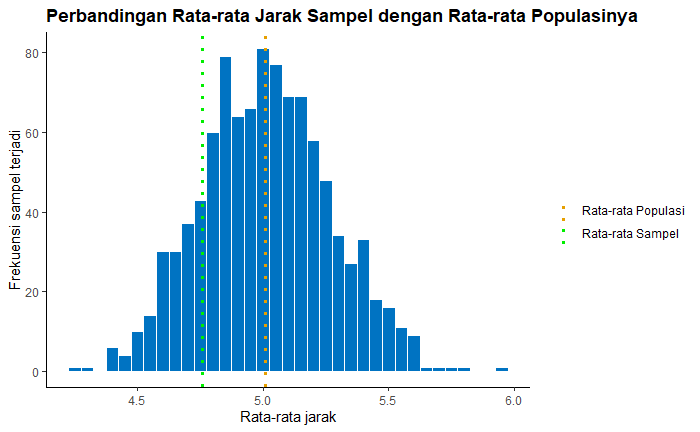 Perbandingan Rata-rata Jarak Sampel dengan Rata-rata Populasinya
Frekuensi sampel terjadi
80
60
40
20
0
4.5
5.0
5.5
6.0
Rata-rata jarak
Rata-rata Populasi
Rata-rata Sampel